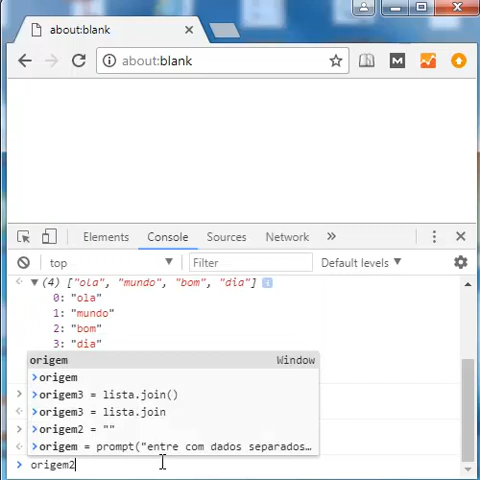 about:blank
about:blank
Elements Console Sources Network »
top Filter Default levels
(4) ["ola", "mundo", "bom", "dia"]
0: "ola"
1: "mundo"
2: "bom"
3: "dia"
origem Window
origem
origem3 = lista.join()
origem3 = lista.join
origem2 = ""
origem = prompt("entre com dados separados…
origem2